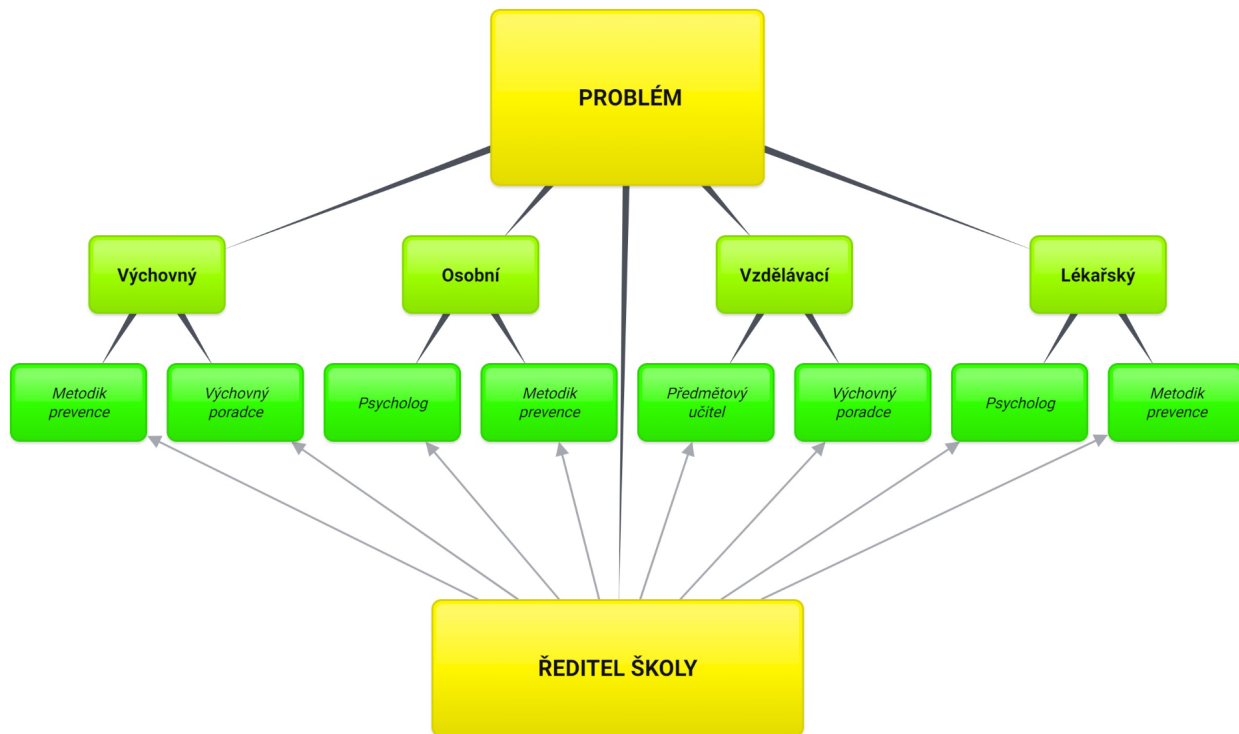 PROBLÉM
Výchovný
Osobní
Vzdělávací
Lékařský
Metodik
prevence
Výchovný
poradce
Psycholog
Metodik
prevence
Předmětový
učitel
Výchovný
poradce
Psycholog
Metodik
prevence
ŘEDITEL ŠKOLY